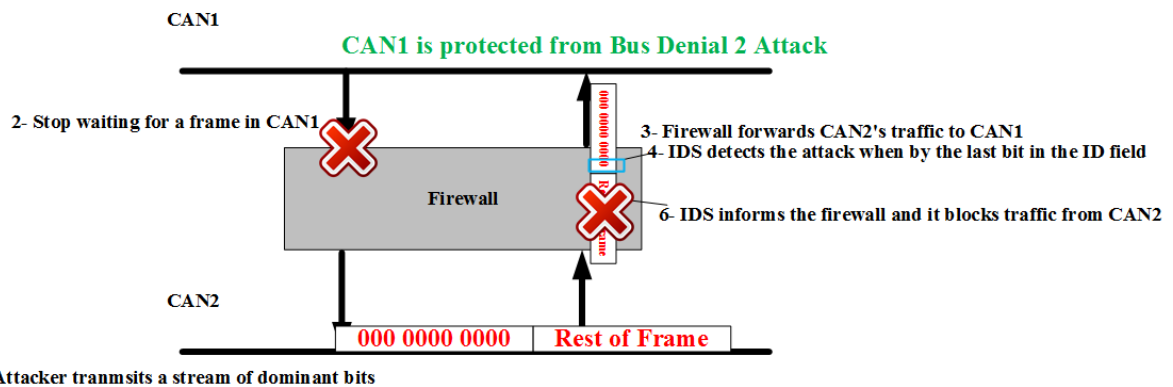 CAN1
CAN1 is protected from Bus Denial 2 Attack
2- Stop waiting for a frame in CAN1
000 0000 0000
3- Firewall forwards CAN2's traffic to CAN1
4- IDS detects the attack when by the last bit in the ID field
Firewall
6- IDS informs the firewall and it blocks traffic from CAN2
CAN2
000 0000 0000 Rest of Frame
Attacker tranmsits a stream of dominant bits